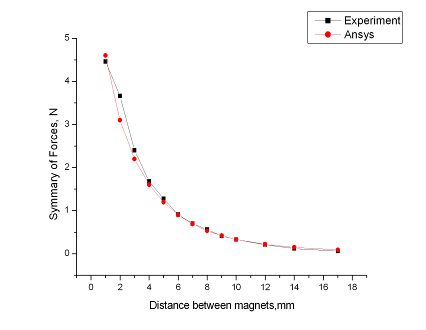 Experiment
Ansys
Summary of Forces, N
5
4
3
2
1
0
0 2 4 6 8 10 12 14 16 18
Distance between magnets,mm